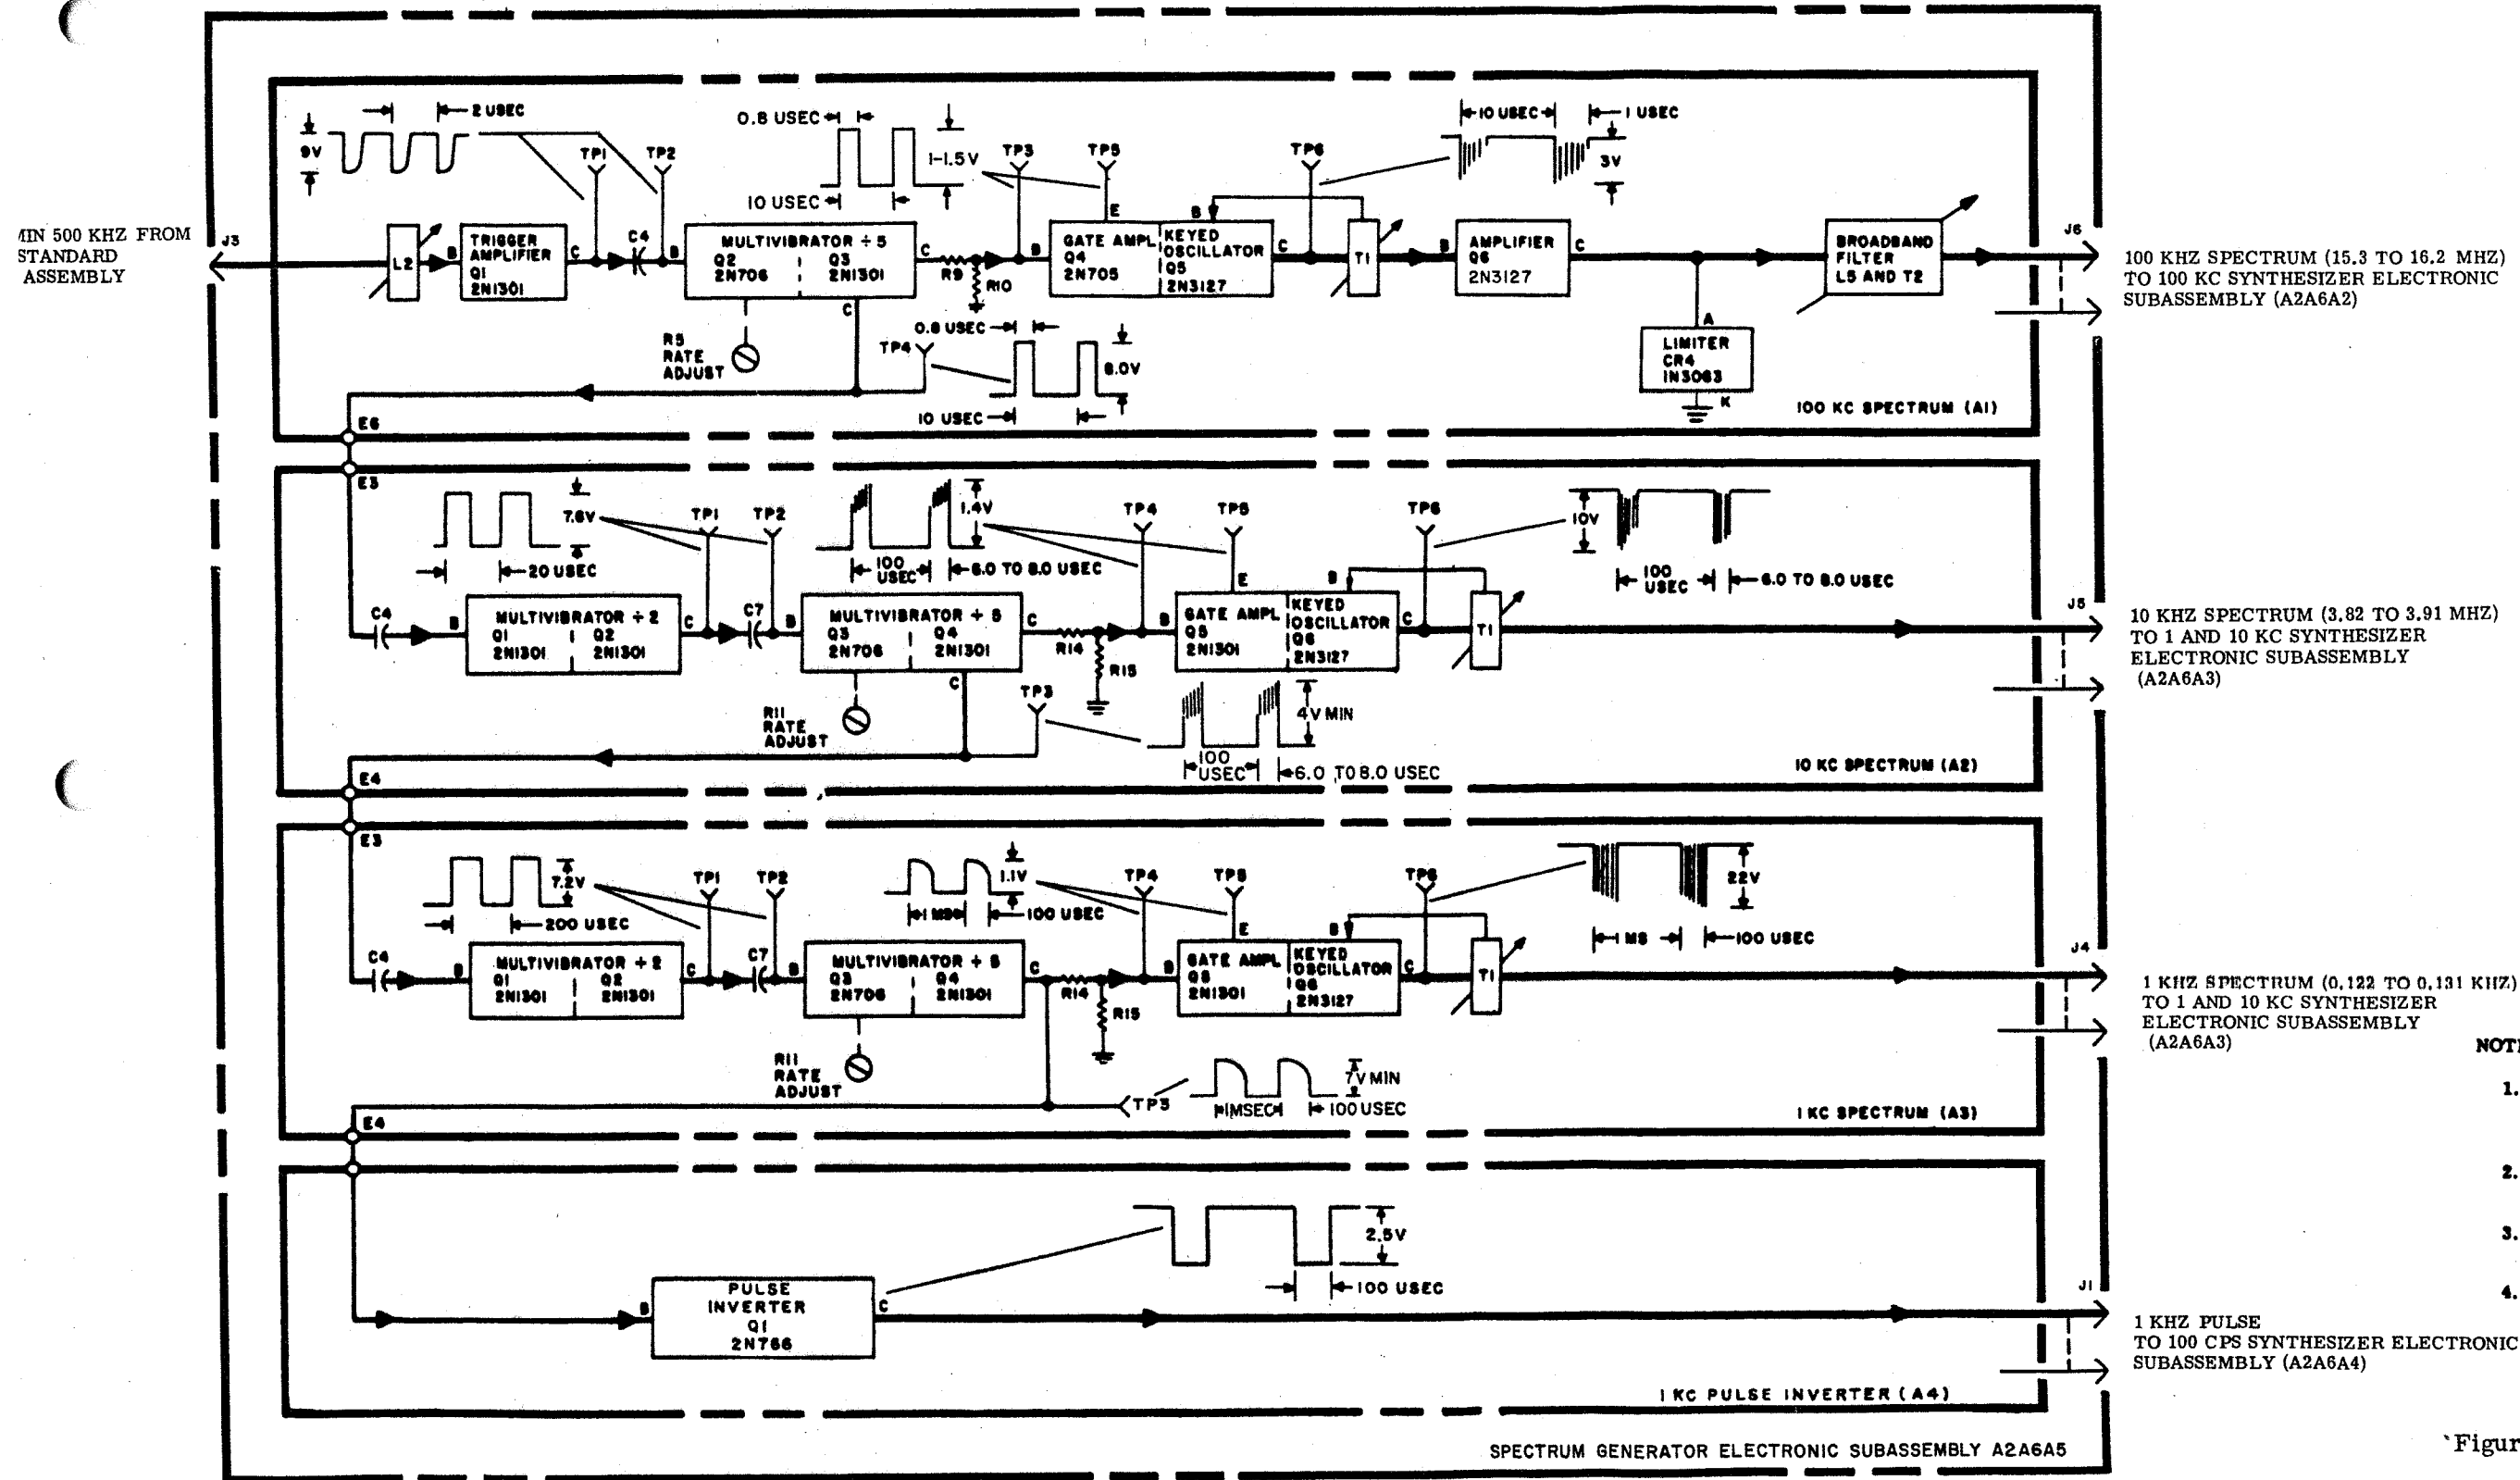 2 USEC
9V
TP1
TP2
0.8 USEC
1-1.5V
10 USEC
TP3
TP5
TP6
10 USEC
1 USEC
3V
MIN 500 KHZ FROM
STANDARD
ASSEMBLY
J3
L2
B
TRIGGER
AMPLIFIER
Q1
2N1301
C
C4
B
MULTIVIBRATOR ÷ 5
Q2
2N706
Q3
2N1301
C
C
R9
R10
B
E
GATE AMPL
Q4
2N705
B
KEYED
OSCILLATOR
Q5
2N3127
C
T1
B
AMPLIFIER
Q6
2N3127
C
BROADBAND
FILTER
L5 AND T2
J6
100 KHZ SPECTRUM (15.3 TO 16.2 MHZ)
TO 100 KC SYNTHESIZER ELECTRONIC
SUBASSEMBLY (A2A6A2)
R5
RATE
ADJUST
TP4
0.8 USEC
8.0V
10 USEC
A
LIMITER
CR4
1N3063
K
100 KC SPECTRUM (A1)
E6
E3
7.6V
20 USEC
TP1
TP2
1.4V
100
USEC
6.0 TO 8.0 USEC
TP4
TP5
TP6
10V
100
USEC
6.0 TO 8.0 USEC
C4
B
MULTIVIBRATOR ÷ 2
Q1
2N1301
Q2
2N1301
C
C7
B
MULTIVIBRATOR ÷ 5
Q3
2N706
Q4
2N1301
C
C
R14
R15
B
E
GATE AMPL
Q5
2N1301
B
KEYED
OSCILLATOR
Q6
2N3127
C
T1
J5
10 KHZ SPECTRUM (3.82 TO 3.91 MHZ)
TO 1 AND 10 KC SYNTHESIZER
ELECTRONIC SUBASSEMBLY
(A2A6A3)
R11
RATE
ADJUST
TP3
4V MIN
100
USEC
6.0 TO 8.0 USEC
10 KC SPECTRUM (A2)
E4
E3
7.2V
200 USEC
TP1
TP2
1.1V
1 MS
100 USEC
TP4
TP5
TP6
22V
1 MS
100 USEC
C4
B
MULTIVIBRATOR ÷ 2
Q1
2N1301
Q2
2N1301
C
C7
B
MULTIVIBRATOR ÷ 5
Q3
2N706
Q4
2N1301
C
R14
R15
B
E
GATE AMPL
Q5
2N1301
B
KEYED
OSCILLATOR
Q6
2N3127
C
T1
J4
1 KHZ SPECTRUM (0.122 TO 0.131 KHZ)
TO 1 AND 10 KC SYNTHESIZER
ELECTRONIC SUBASSEMBLY
(A2A6A3)
R11
RATE
ADJUST
TP3
7V MIN
1 MSEC
100 USEC
1 KC SPECTRUM (A3)
E4
2.5V
100 USEC
B
PULSE
INVERTER
Q1
2N766
C
J1
1 KHZ PULSE
TO 100 CPS SYNTHESIZER ELECTRONIC
SUBASSEMBLY (A2A6A4)
1 KC PULSE INVERTER (A4)
SPECTRUM GENERATOR ELECTRONIC SUBASSEMBLY A2A6A5
1.
2.
3.
4.